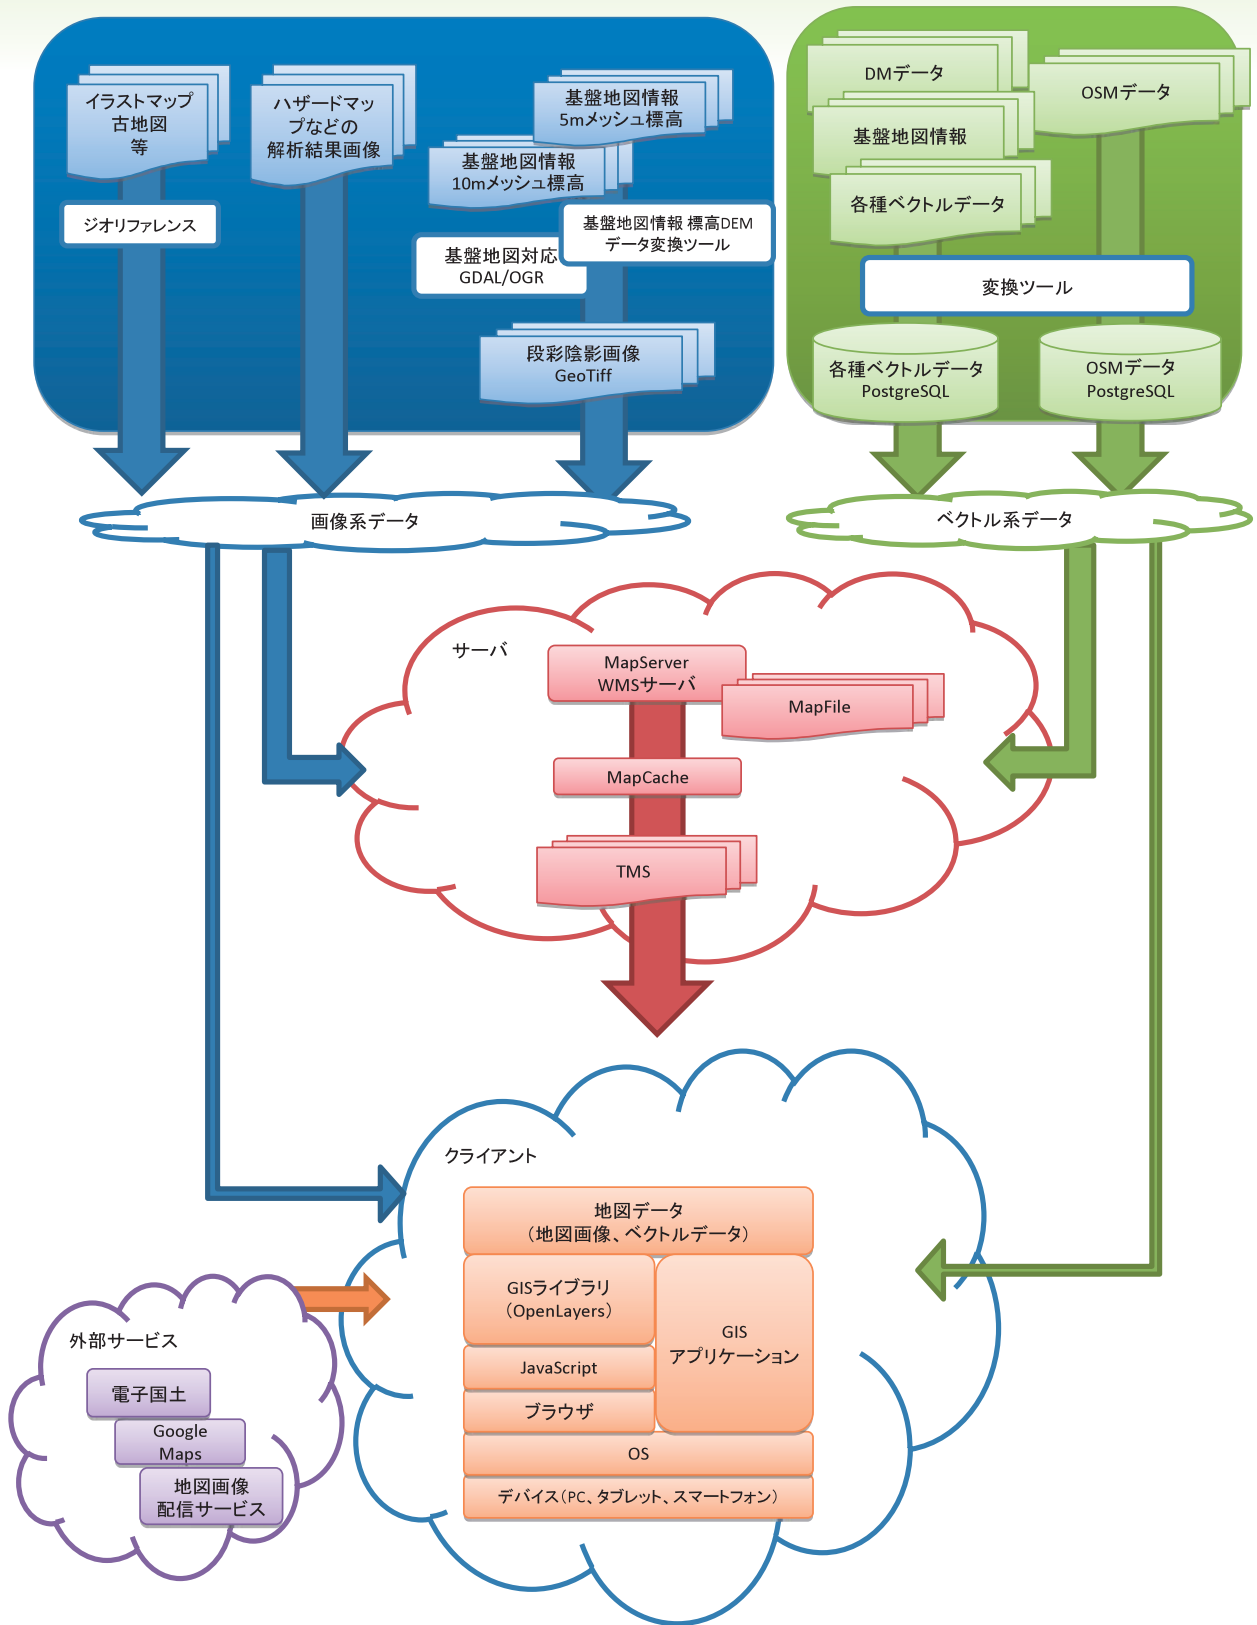 イラストマップ
古地図
等
ハザードマッ
プなどの
解析結果画像
基盤地図情報
5mメッシュ標高
基盤地図情報
10mメッシュ標高
ジオリファレンス
基盤地図対応
GDAL/OGR
基盤地図情報 標高DEM
データ変換ツール
段彩陰影画像
GeoTiff
DMデータ
OSMデータ
基盤地図情報
各種ベクトルデータ
変換ツール
各種ベクトルデータ
PostgreSQL
OSMデータ
PostgreSQL
画像系データ
ベクトル系データ
サーバ
MapServer
WMSサーバ
MapFile
MapCache
TMS
クライアント
地図データ
（地図画像、ベクトルデータ）
GISライブラリ
（OpenLayers）
GIS
アプリケーション
JavaScript
ブラウザ
OS
デバイス（PC、タブレット、スマートフォン）
外部サービス
電子国土
Google
Maps
地図画像
配信サービス